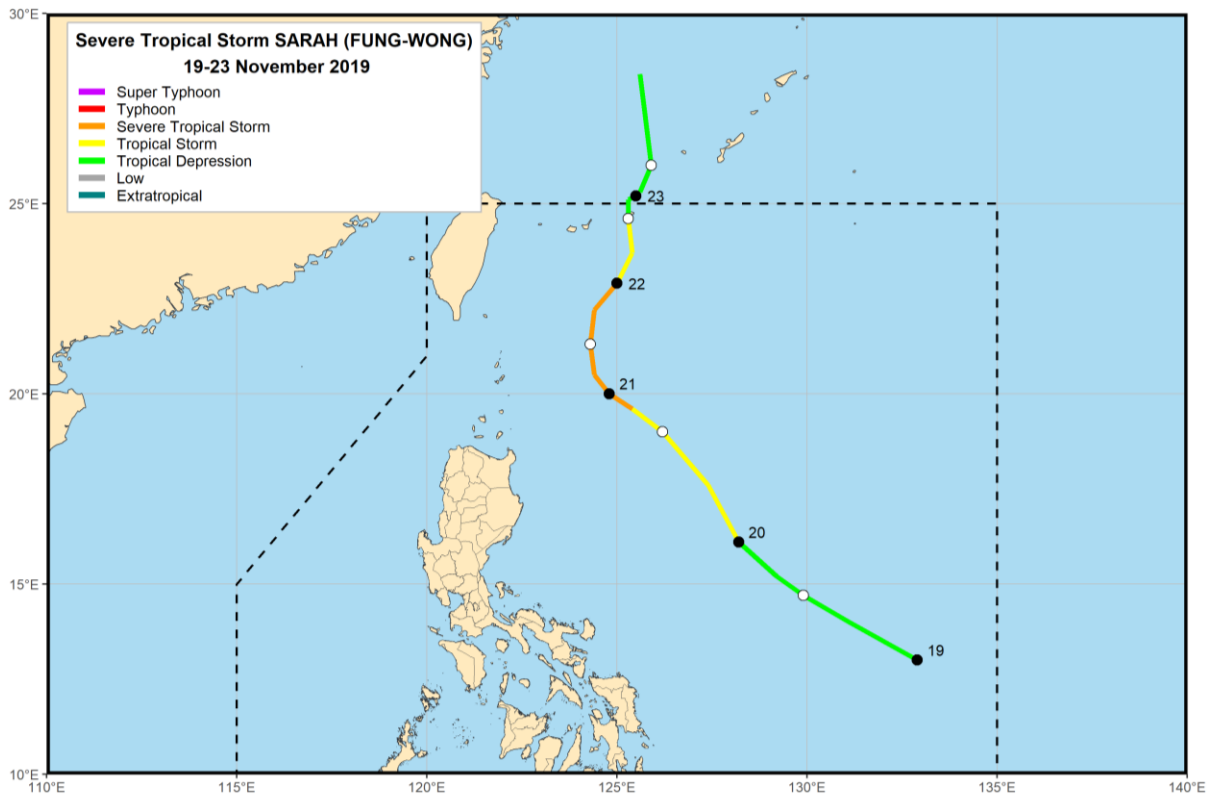 Severe Tropical Storm SARAH (FUNG-WONG)
19-23 November 2019
Super Typhoon
Typhoon
Severe Tropical Storm
Tropical Storm
Tropical Depression
Low
Extratropical
30°E
25°E
20°E
15°E
10°E
23
22
21
20
19
110°E
115°E
120°E
125°E
130°E
135°E
140°E